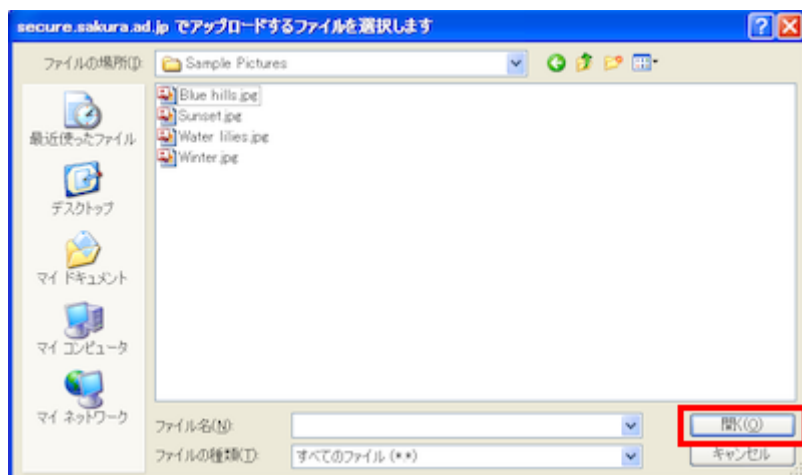 secure.sakura.ad.jp でアップロードするファイルを選択します
ファイルの場所(I):
Sample Pictures
最近使ったファイル
デスクトップ
マイ ドキュメント
マイ コンピュータ
マイ ネットワーク
Blue hills.jpg
Sunset.jpg
Water lilies.jpg
Winter.jpg
ファイル名(N):
開く(O)
ファイルの種類(T):
すべてのファイル (*.*)
キャンセル